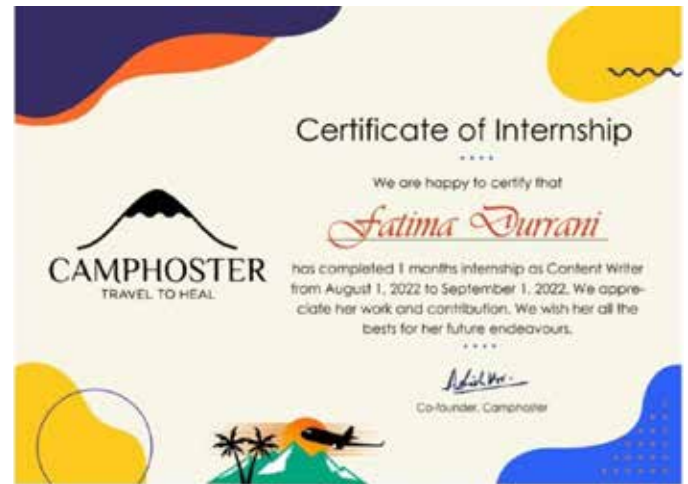 Certificate of Internship
We are happy to certify that
Fatima Durrani
CAMPHOSTER
TRAVEL TO HEAL
has completed 1 months internship as Content Writer
from August 1, 2022 to September 1, 2022. We appre-
ciate her work and contribution. We wish her all the
bests for her future endeavours.
Co-founder, Camphoster